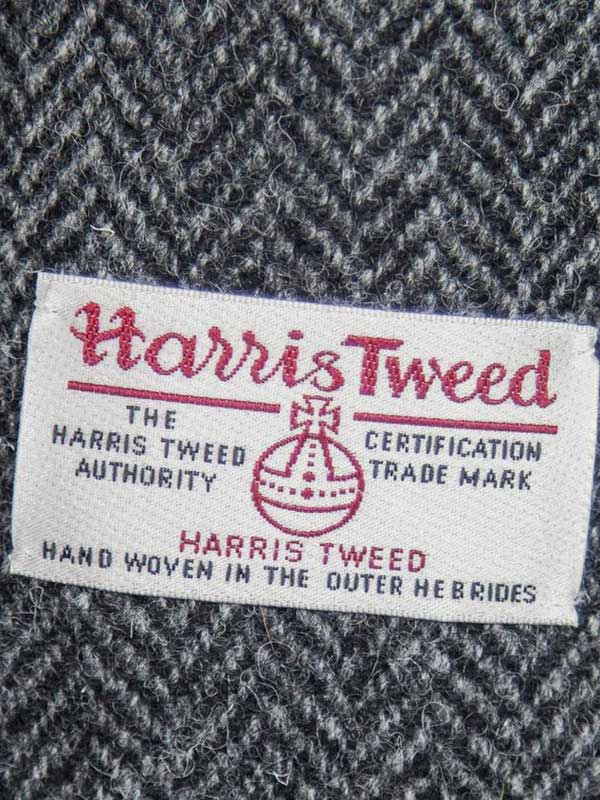 Harris Tweed
THE
HARRIS TWEED
AUTHORITY
CERTIFICATION
TRADE MARK
HARRIS TWEED
HAND WOVEN IN THE OUTER HEBRIDES